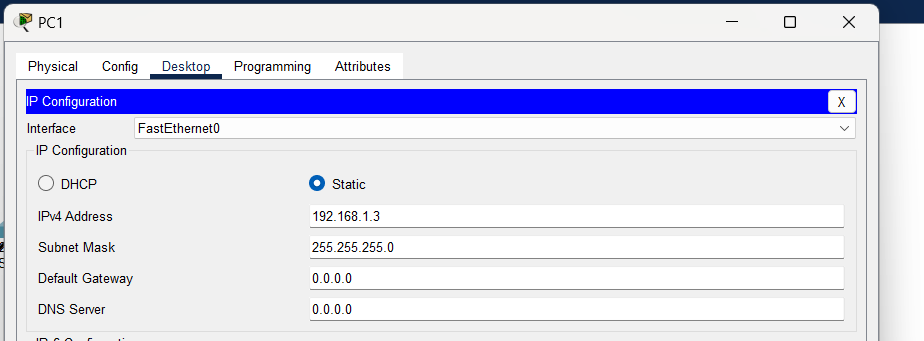 PC1
Physical Config Desktop Programming Attributes
IP Configuration X
Interface FastEthernet0
IP Configuration
DHCP Static
IPv4 Address 192.168.1.3
Subnet Mask 255.255.255.0
Default Gateway 0.0.0.0
DNS Server 0.0.0.0